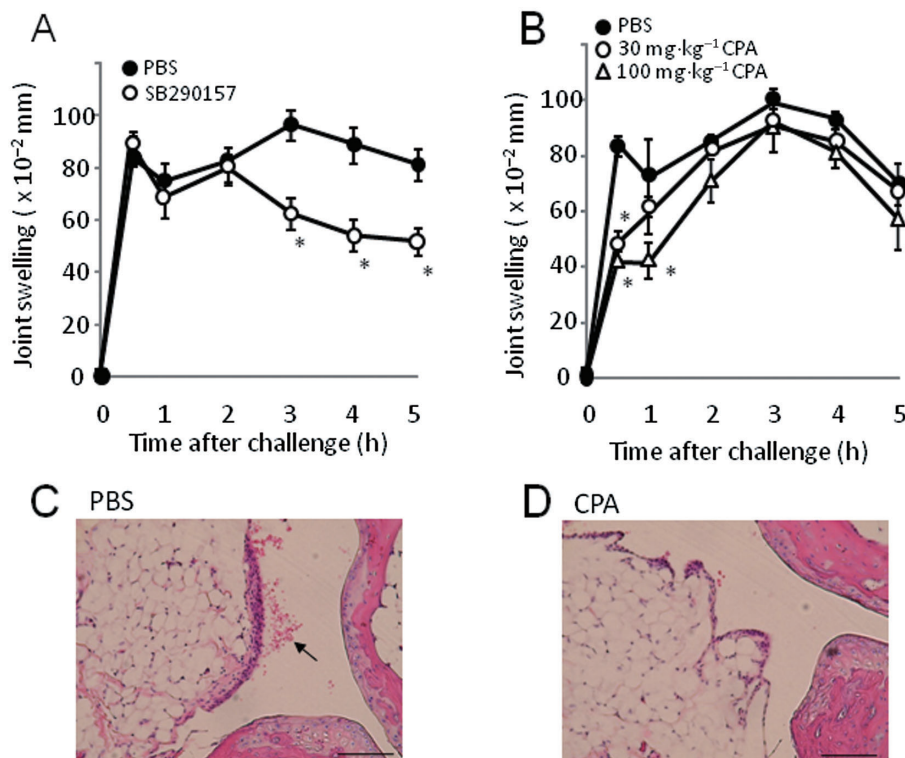 A
PBS
SB290157
Joint swelling ( x 10⁻² mm)
100
80
60
40
20
0
0 1 2 3 4 5
Time after challenge (h)
* * *
B
PBS
30 mg·kg⁻¹ CPA
100 mg·kg⁻¹ CPA
Joint swelling ( x 10⁻² mm)
100
80
60
40
20
0
0 1 2 3 4 5
Time after challenge (h)
*
* *
C PBS
D CPA